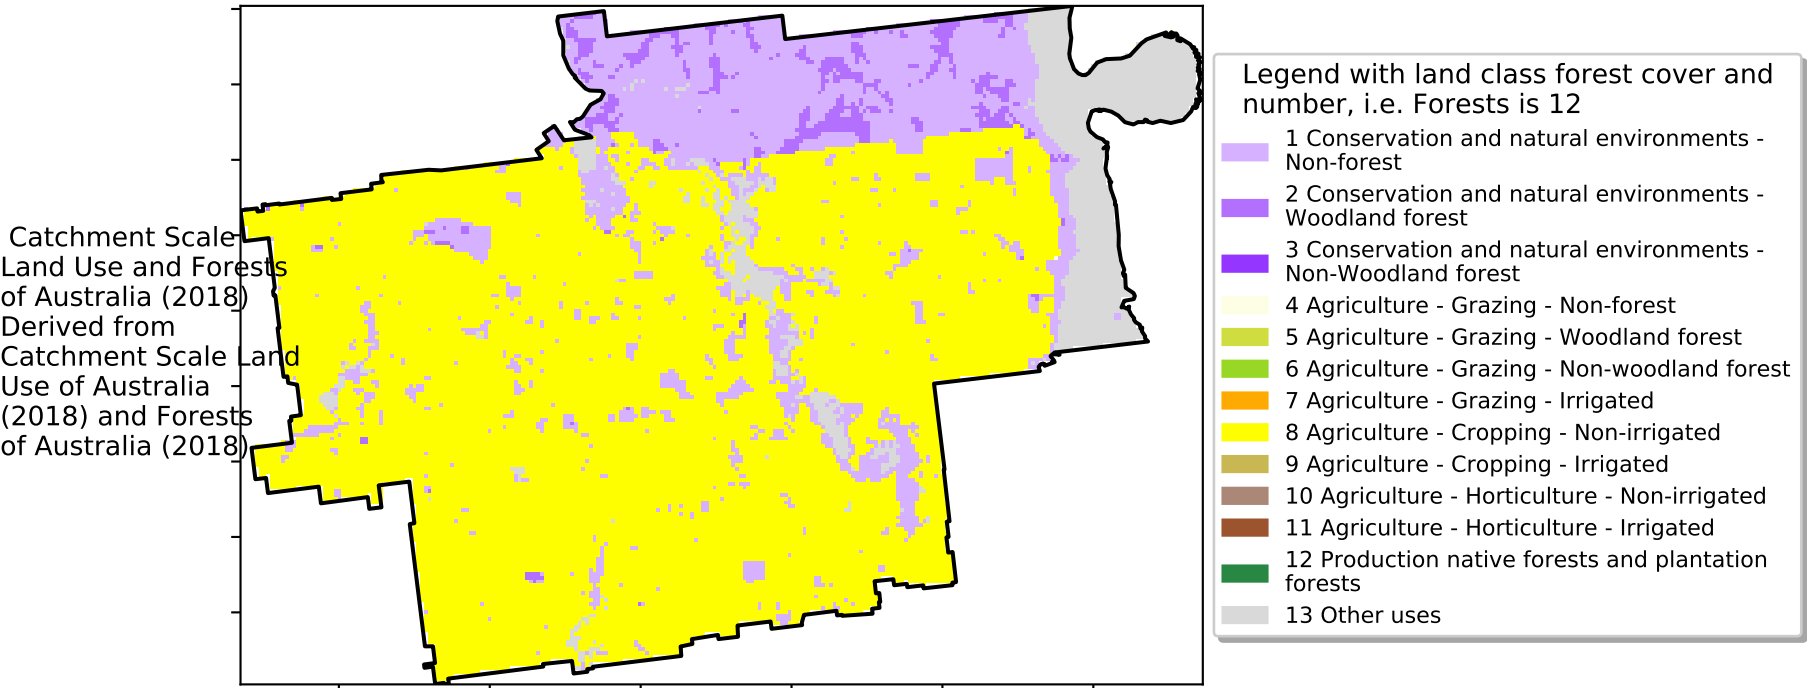 Catchment Scale
Land Use and Forests
of Australia (2018)
Derived from
Catchment Scale Land
Use of Australia
(2018) and Forests
of Australia (2018)
Legend with land class forest cover and
number, i.e. Forests is 12
1 Conservation and natural environments -
Non-forest
2 Conservation and natural environments -
Woodland forest
3 Conservation and natural environments -
Non-Woodland forest
4 Agriculture - Grazing - Non-forest
5 Agriculture - Grazing - Woodland forest
6 Agriculture - Grazing - Non-woodland forest
7 Agriculture - Grazing - Irrigated
8 Agriculture - Cropping - Non-irrigated
9 Agriculture - Cropping - Irrigated
10 Agriculture - Horticulture - Non-irrigated
11 Agriculture - Horticulture - Irrigated
12 Production native forests and plantation
forests
13 Other uses